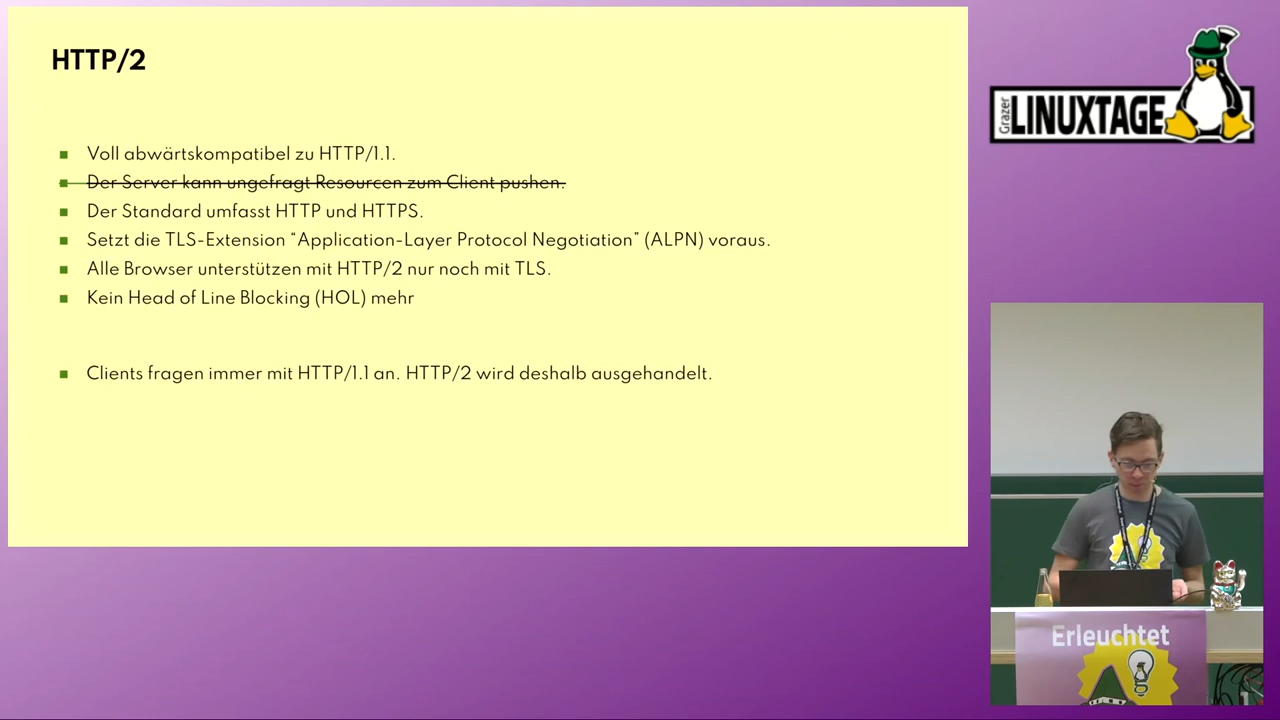 HTTP/2
Voll abwärtskompatibel zu HTTP/1.1.
Der Server kann ungefragt Resourcen zum Client pushen.
Der Standard umfasst HTTP und HTTPS.
Setzt die TLS-Extension “Application-Layer Protocol Negotiation” (ALPN) voraus.
Alle Browser unterstützen mit HTTP/2 nur noch mit TLS.
Kein Head of Line Blocking (HOL) mehr
Clients fragen immer mit HTTP/1.1 an. HTTP/2 wird deshalb ausgehandelt.
Grazer
LINUXTAGE
Erleuchtet